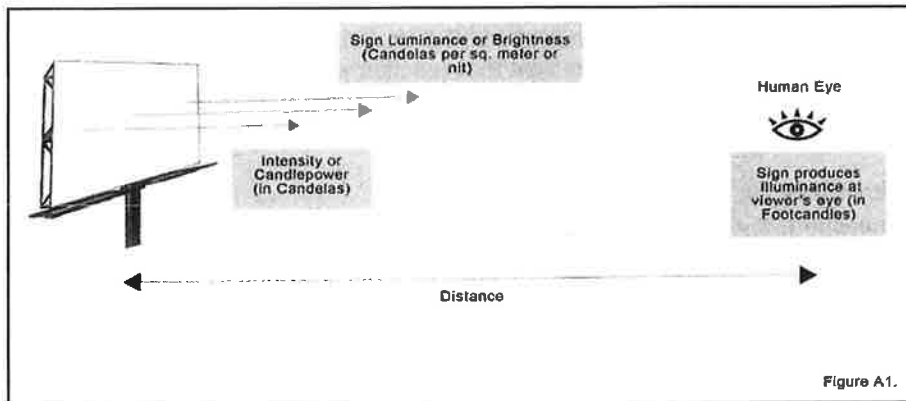 Sign Luminance or Brightness
(Candelas per sq. meter or
nit)
Human Eye
Intensity or
Candlepower
(in Candelas)
Sign produces
Illuminance at
viewer's eye (in
Footcandles)
Distance
Figure A1.